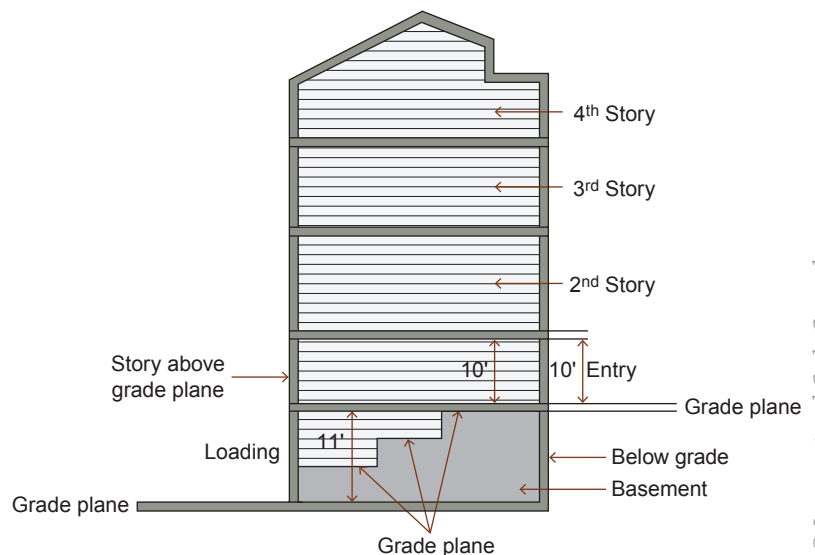 4th Story
3rd Story
2nd Story
Story above
grade plane
10'
10'
Entry
Grade plane
Loading
11'
Below grade
Basement
Grade plane
Grade plane